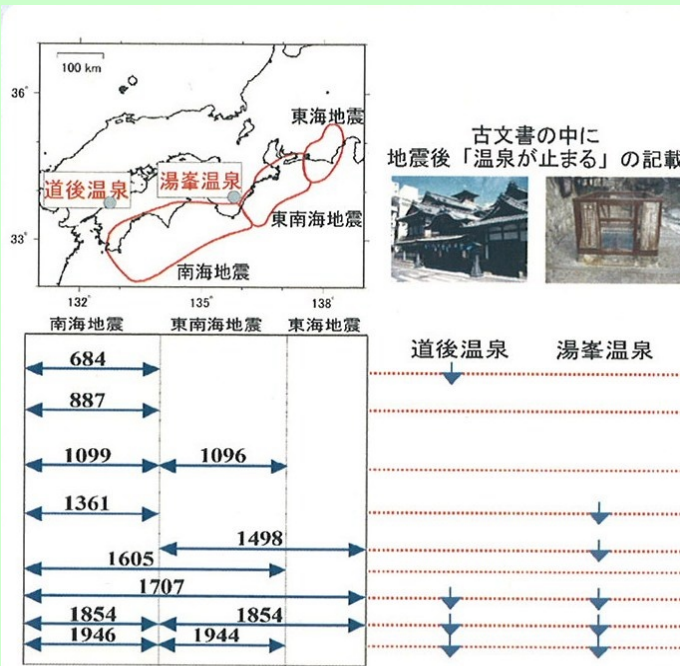 100 km
36°
東海地震
道後温泉
湯峯温泉
33°
東南海地震
南海地震
132°
135°
138°
古文書の中に
地震後「温泉が止まる」の記載
南海地震
東南海地震
東海地震
道後温泉
湯峯温泉
684
887
1099
1096
1361
1498
1605
1707
1854
1854
1946
1944